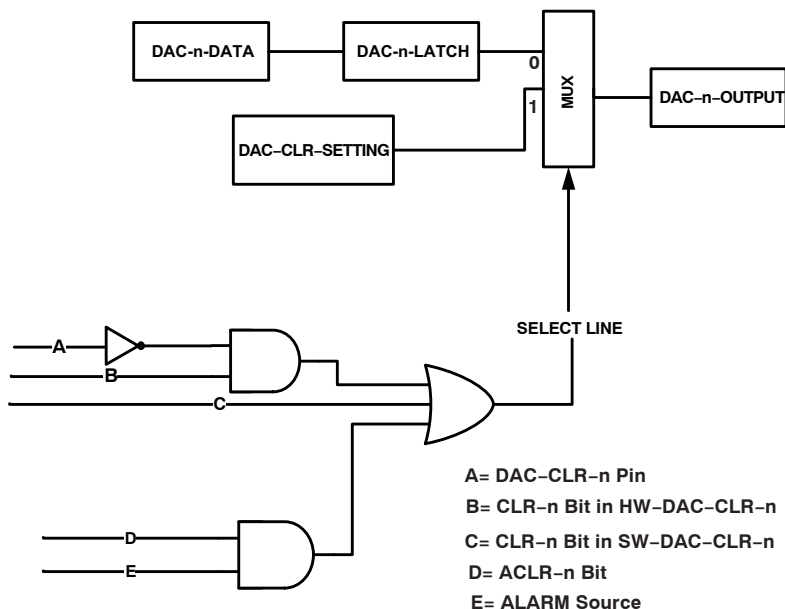 DAC-n-DATA
DAC-n-LATCH
0
1
MUX
DAC–n–OUTPUT
DAC–CLR–SETTING
SELECT LINE
A
B
C
D
E
A= DAC–CLR–n Pin
B= CLR–n Bit in HW–DAC–CLR–n
C= CLR–n Bit in SW–DAC–CLR–n
D= ACLR–n Bit
E= ALARM Source